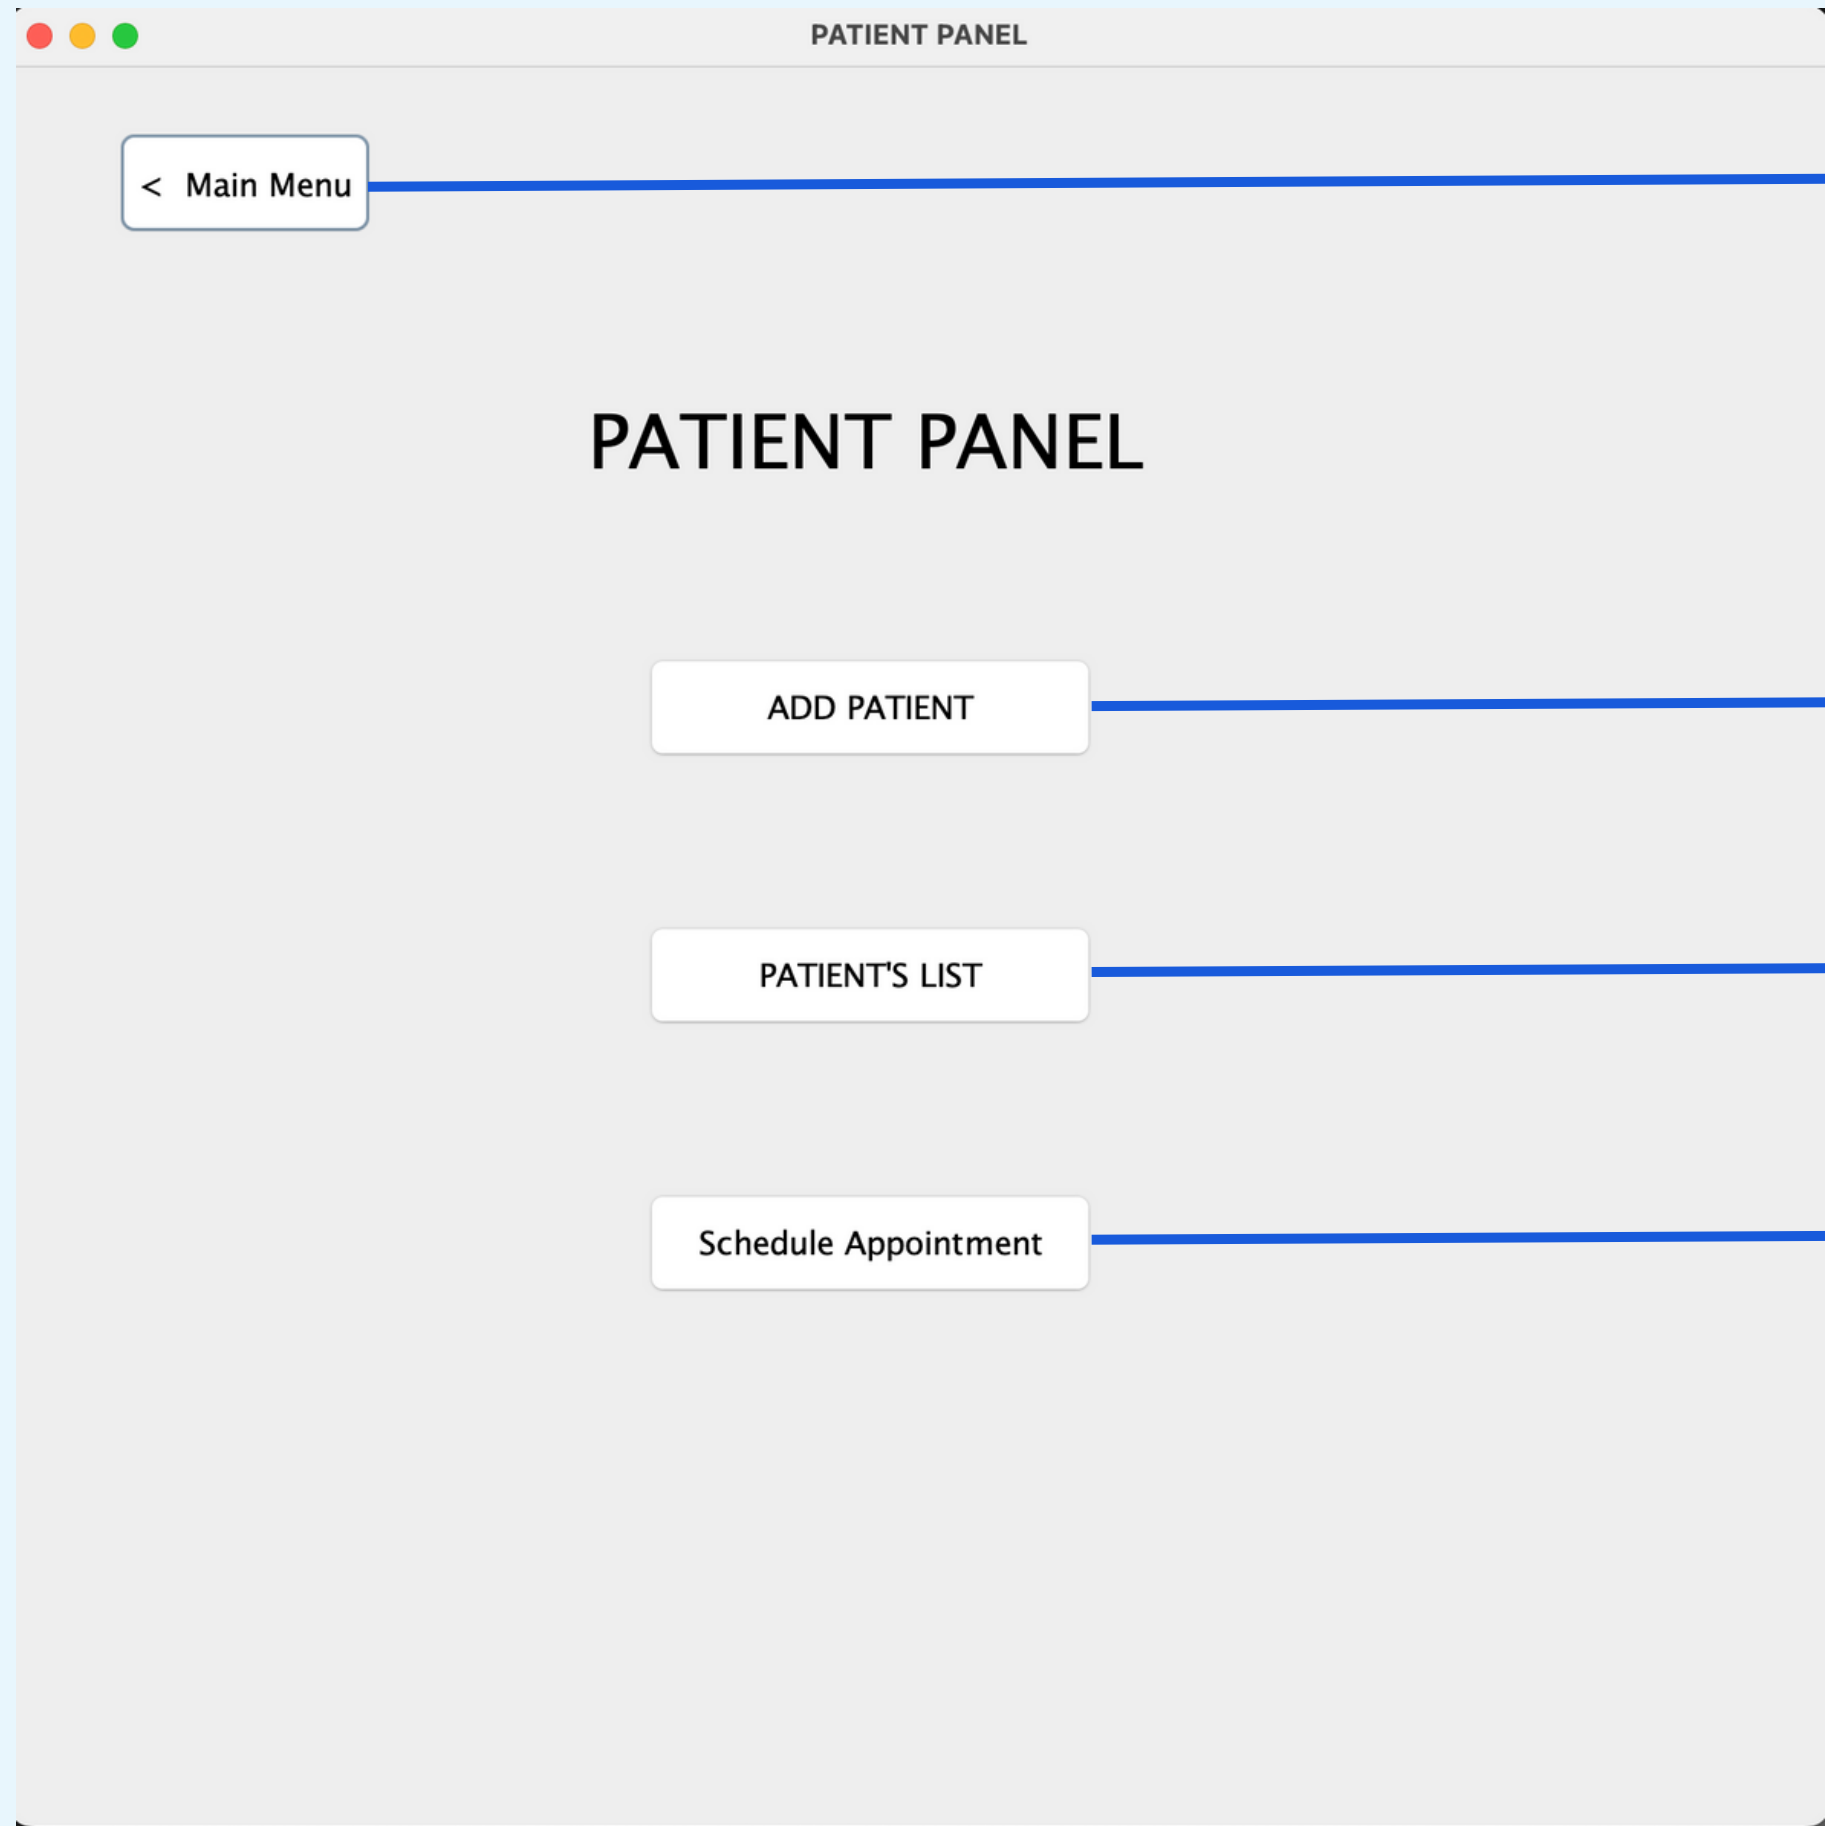 PATIENT PANEL
< Main Menu
PATIENT PANEL
ADD PATIENT
PATIENT'S LIST
Schedule Appointment